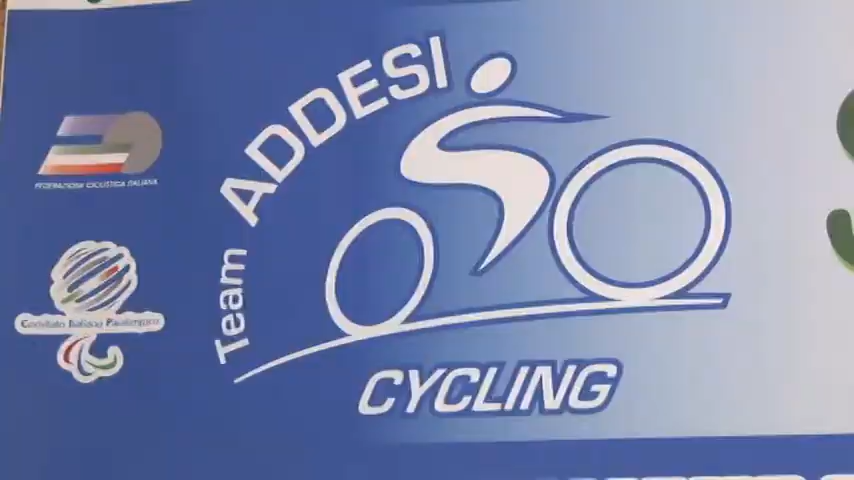 Team ADDESI
CYCLING
FEDERAZIONE CICLISTICA ITALIANA
Comitato Italiano Paralimpico